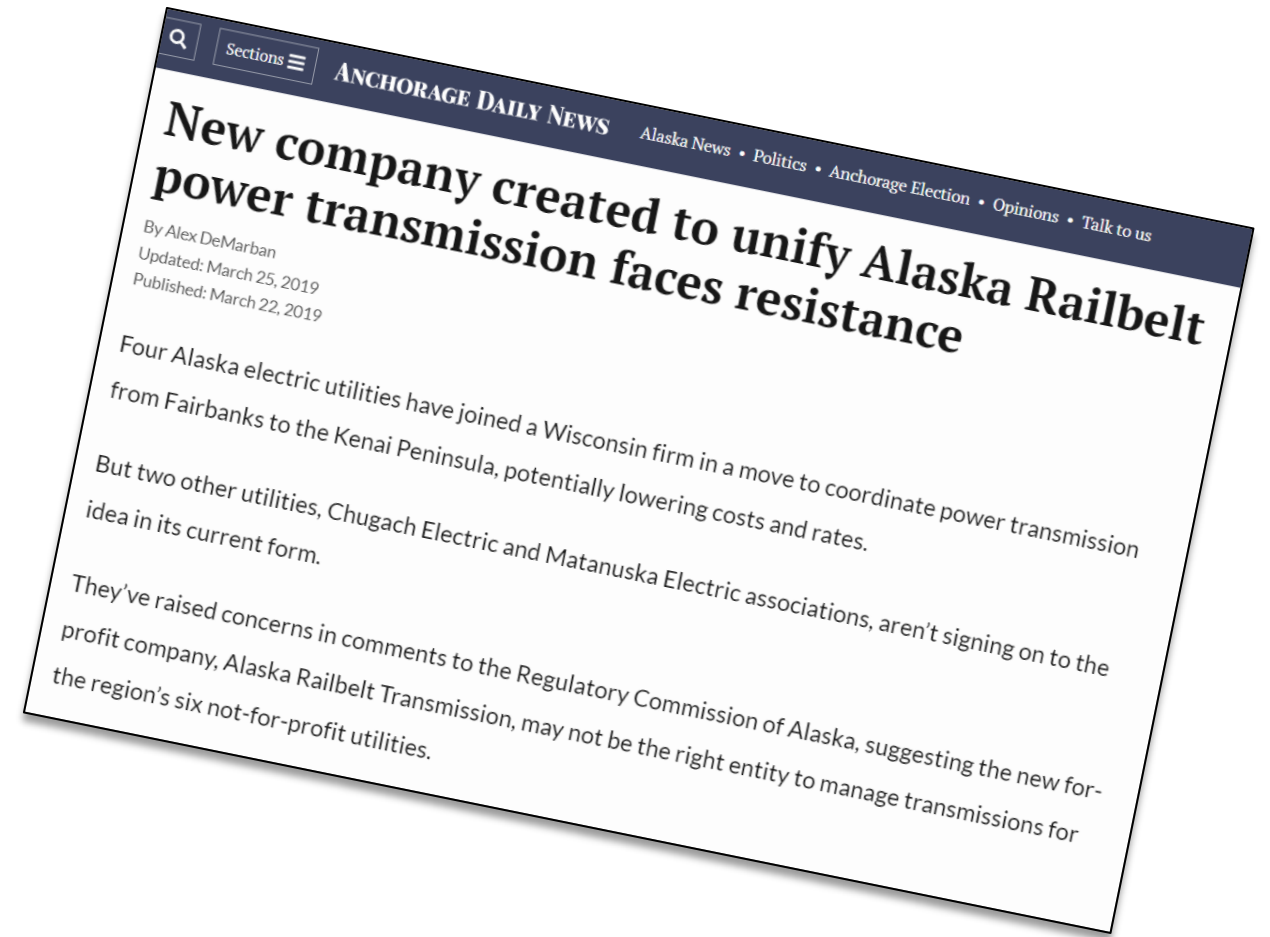 Sections
ANCHORAGE DAILY NEWS
Alaska News • Politics • Anchorage Election • Opinions • Talk to us
New company created to unify Alaska Railbelt
power transmission faces resistance
By Alex DeMarban
Updated: March 25, 2019
Published: March 22, 2019
Four Alaska electric utilities have joined a Wisconsin firm in a move to coordinate power transmission
from Fairbanks to the Kenai Peninsula, potentially lowering costs and rates.
But two other utilities, Chugach Electric and Matanuska Electric associations, aren’t signing on to the
idea in its current form.
They’ve raised concerns in comments to the Regulatory Commission of Alaska, suggesting the new for-
profit company, Alaska Railbelt Transmission, may not be the right entity to manage transmissions for
the region’s six not-for-profit utilities.